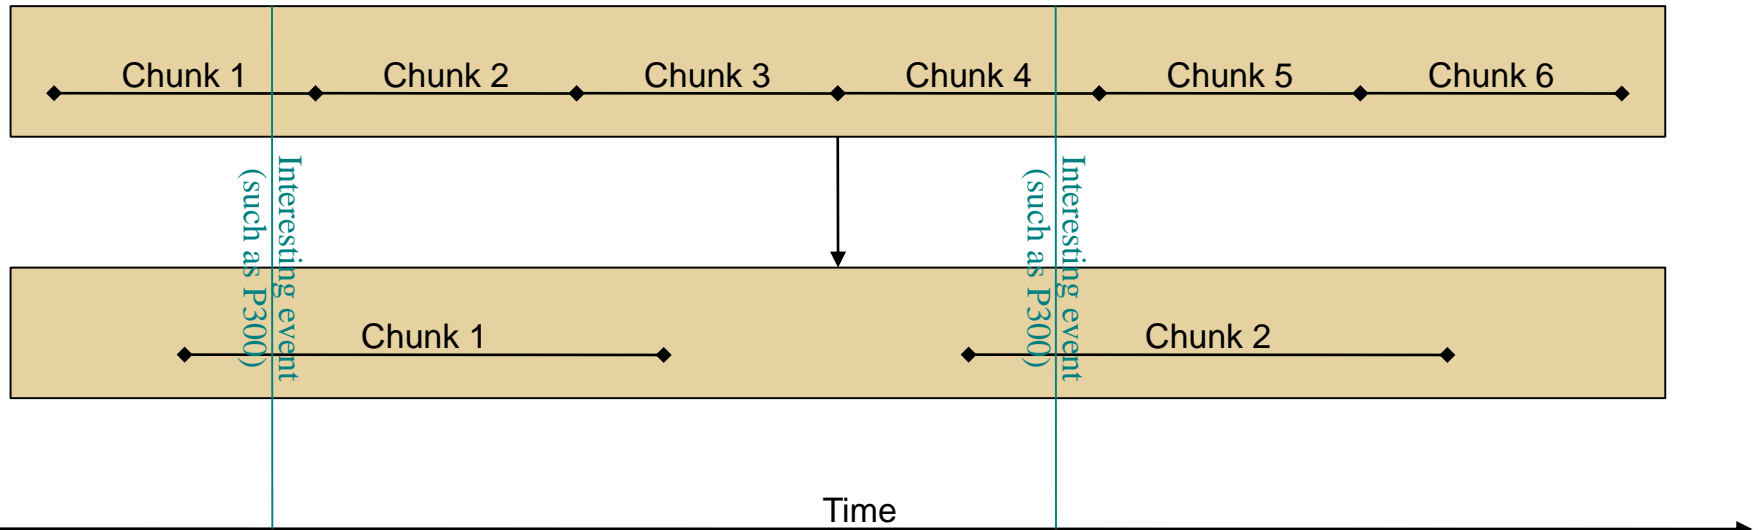 Chunk 1
Chunk 2
Chunk 3
Chunk 4
Chunk 5
Chunk 6
Interesting event
(such as P300)
Interesting event
(such as P300)
Chunk 1
Chunk 2
Time